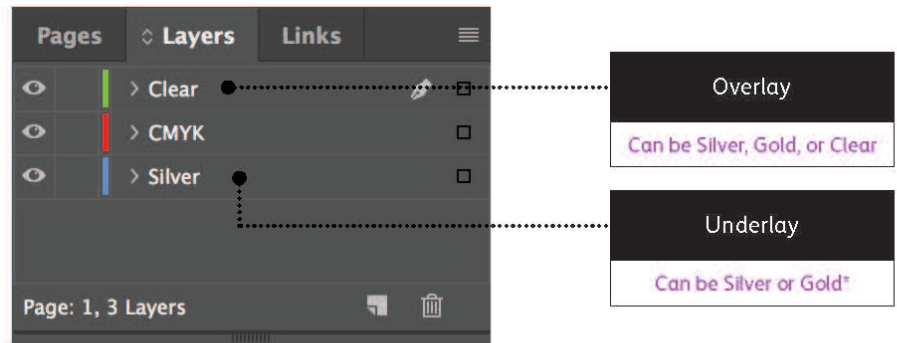 Pages
Layers
Links
Clear
CMYK
Silver
Page: 1, 3 Layers
Overlay
Can be Silver, Gold, or Clear
Underlay
Can be Silver or Gold*